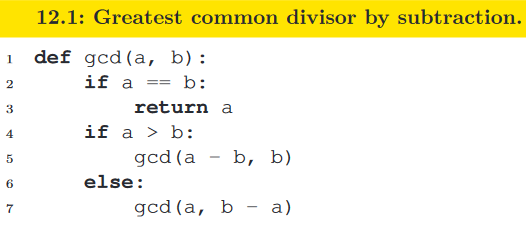 12.1: Greatest common divisor by subtraction.
1 def gcd(a, b):
2     if a == b:
3         return a
4     if a > b:
5         gcd(a - b, b)
6     else:
7         gcd(a, b - a)